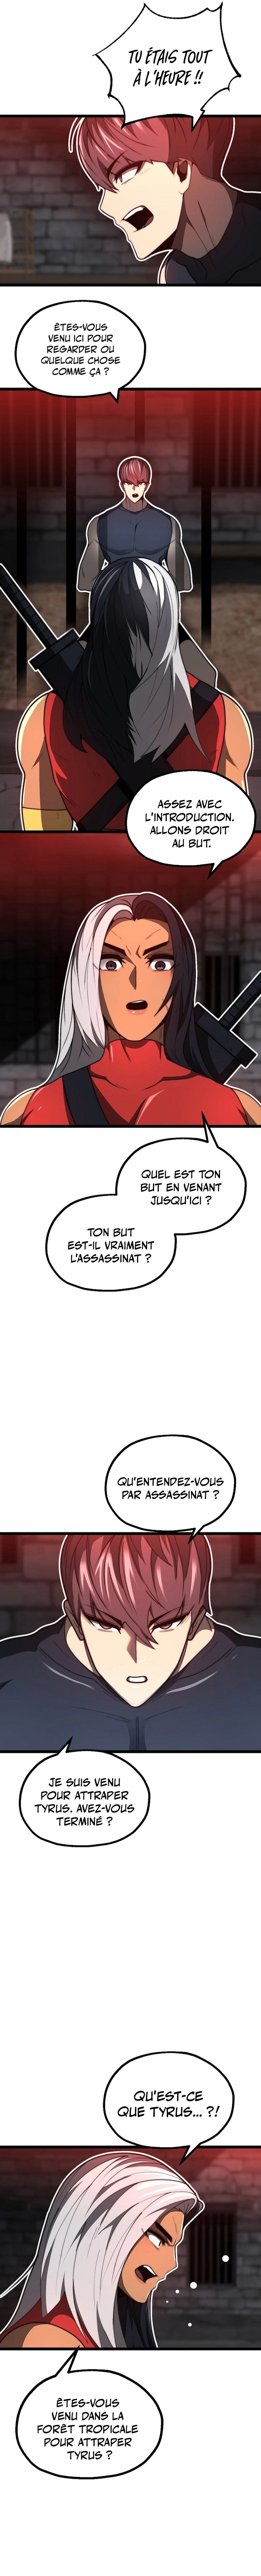 TU ÉTAIS TOUT
À L'HEURE !!
ÊTES-VOUS
VENU ICI POUR
REGARDER OU
QUELQUE CHOSE
COMME ÇA ?
ASSEZ AVEC
L'INTRODUCTION.
ALLONS DROIT
AU BUT.
QUEL EST TON
BUT EN VENANT
JUSQU'ICI ?
TON BUT
EST-IL VRAIMENT
L'ASSASSINAT ?
QU'ENTENDEZ-VOUS
PAR ASSASSINAT ?
JE SUIS VENU
POUR ATTRAPER
TYRUS. AVEZ-VOUS
TERMINÉ ?
QU'EST-CE
QUE TYRUS... ?!
ÊTES-VOUS
VENU DANS LA
FORÊT TROPICALE
POUR ATTRAPER
TYRUS ?